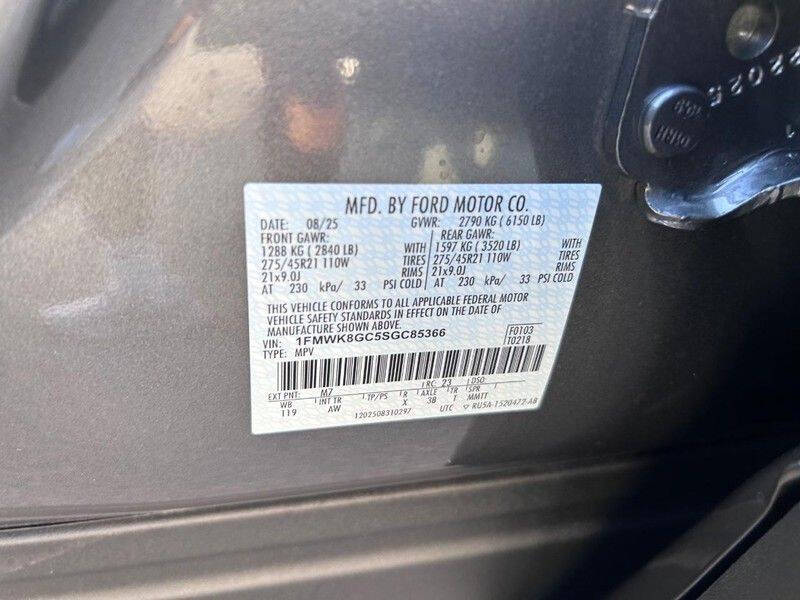 MFD. BY FORD MOTOR CO.
DATE: 08/25 GVWR: 2790 KG ( 6150 LB)
FRONT GAWR: REAR GAWR:
1288 KG ( 2840 LB) WITH 1597 KG ( 3520 LB) WITH
275/45R21 110W TIRES 275/45R21 110W TIRES
21x9.0J RIMS 21x9.0J RIMS
AT 230 kPa/ 33 PSI COLD AT 230 kPa/ 33 PSI COLD
THIS VEHICLE CONFORMS TO ALL APPLICABLE FEDERAL MOTOR
VEHICLE SAFETY STANDARDS IN EFFECT ON THE DATE OF
MANUFACTURE SHOWN ABOVE.
VIN: 1FMWK8GC5SGC85366 F0103
TYPE: MPV T0218
EXT PNT: M7 RC: 23 DSO:
WB INT TR TP/PS R AXLE TR SPR
119 AW X 3B T MMTT
1202508310297 UTC RU5A-1520472-AB
22025